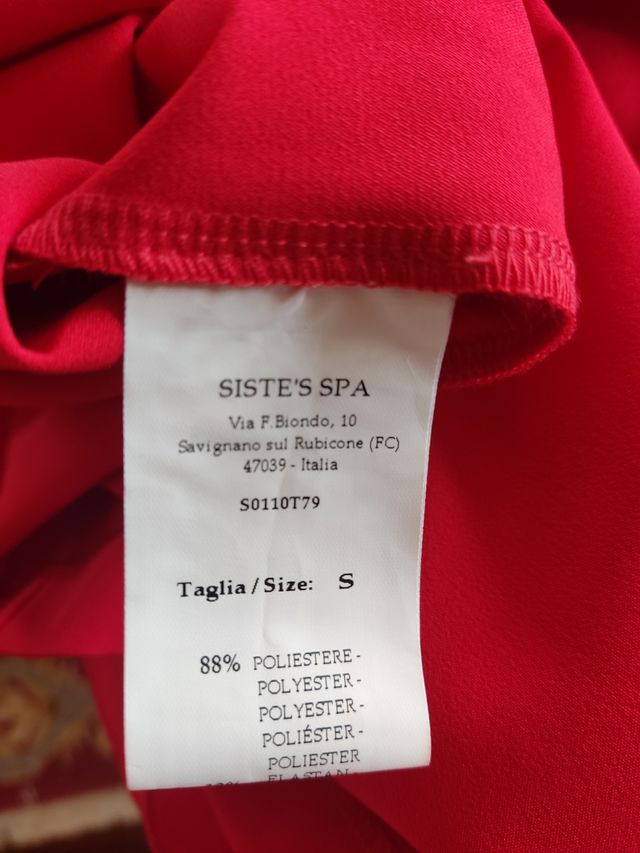 SISTE'S SPA
Via F.Biondo, 10
Savignano sul Rubicone (FC)
47039 - Italia
S0110T79
Taglia / Size: S
88% POLIESTERE -
POLYESTER -
POLYESTER -
POLIÉSTER -
POLIESTER
ELASTAN -